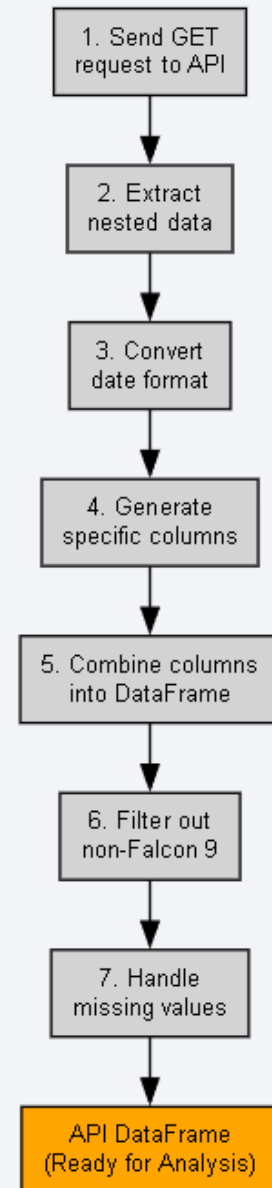 1. Send GET
request to API
2. Extract
nested data
3. Convert
date format
4. Generate
specific columns
5. Combine columns
into DataFrame
6. Filter out
non-Falcon 9
7. Handle
missing values
API DataFrame
(Ready for Analysis)